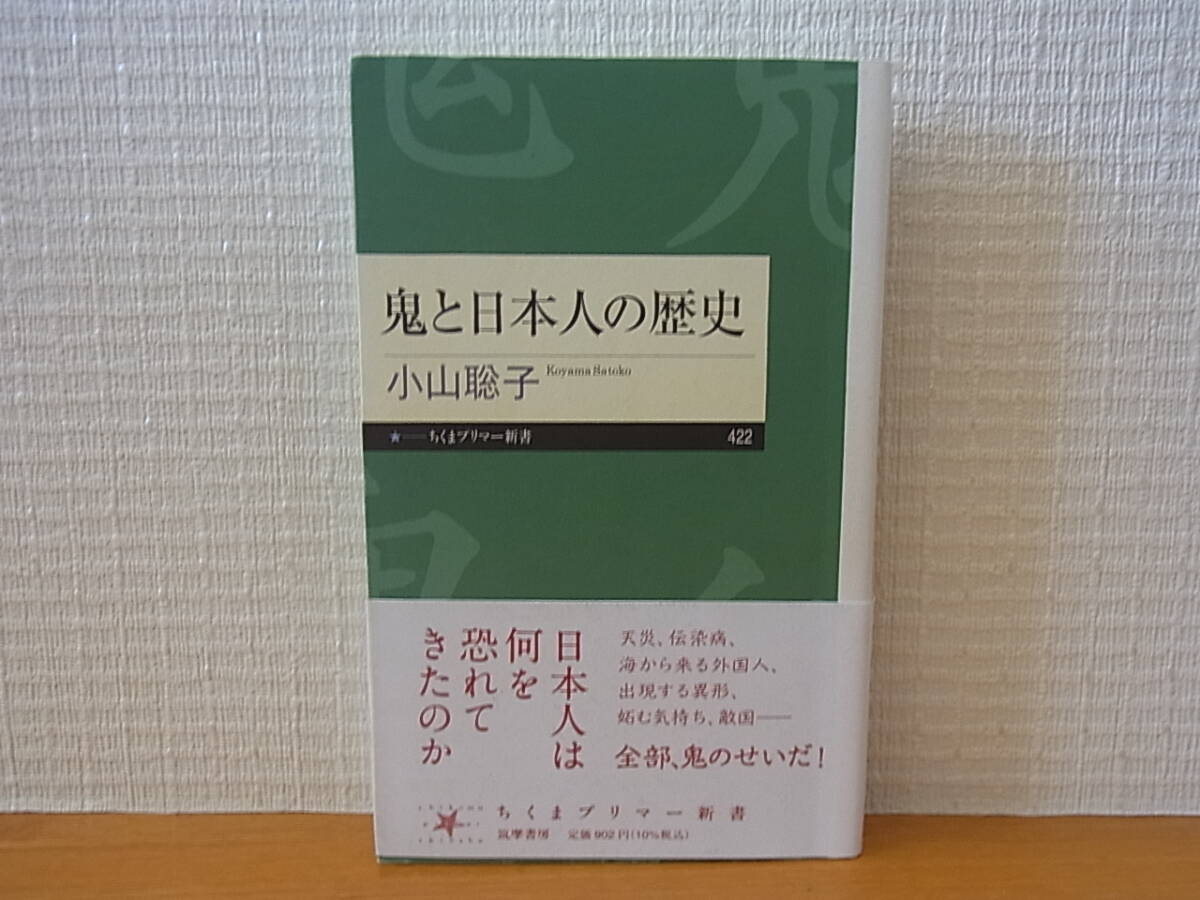 鬼と日本人の歴史
小山聡子
Koyama Satoko
★―ちくまプリマー新書
422
日本人は
何を
恐れて
きたのか
天災、伝染病、
海から来る外国人、
出現する異形、
妬む気持ち、敵国――
全部、鬼のせいだ!
ちくまプリマー新書
筑摩書房 定価902円(10%税込)